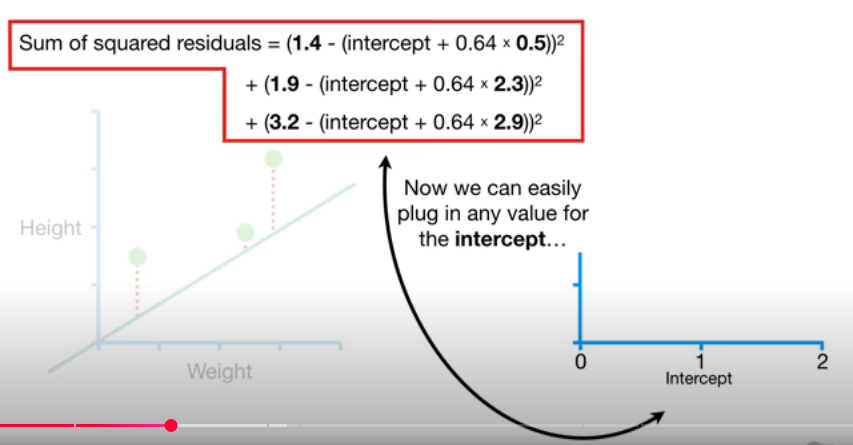 Sum of squared residuals = (1.4 - (intercept + 0.64 × 0.5))²
+ (1.9 - (intercept + 0.64 × 2.3))²
+ (3.2 - (intercept + 0.64 × 2.9))²
Now we can easily
plug in any value for
the intercept...
Height
Weight
0 1 2
Intercept